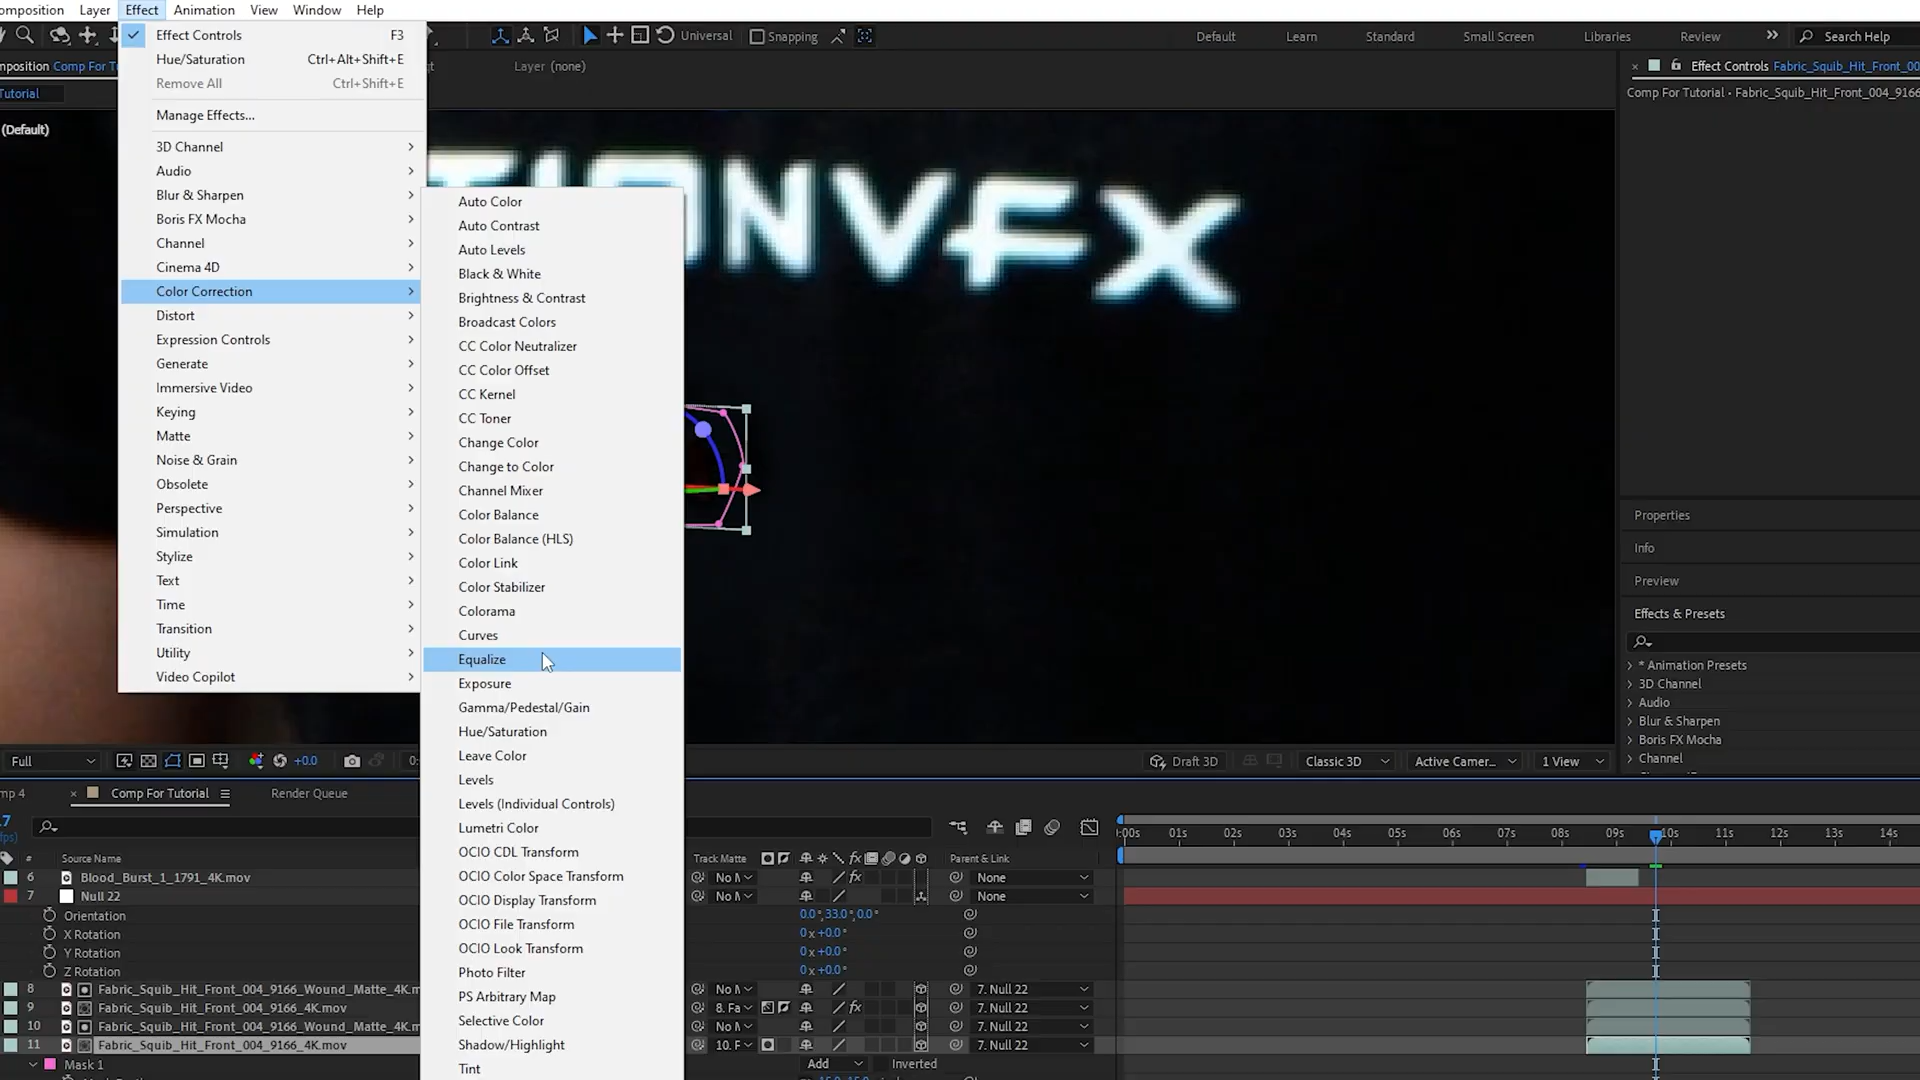 omposition Layer Effect Animation View Window Help
Universal Snapping Default Learn Standard Small Screen Libraries Review Search Help
mposition Comp For Tu
Layer (none)
Effect Controls Fabric_Squib_Hit_Front_00
Tutorial
Comp For Tutorial • Fabric_Squib_Hit_Front_004_9166
(Default)
Effect Controls F3
Hue/Saturation Ctrl+Alt+Shift+E
Remove All Ctrl+Shift+E
Manage Effects...
3D Channel
Audio
Blur & Sharpen
Boris FX Mocha
Channel
Cinema 4D
Color Correction
Distort
Expression Controls
Generate
Immersive Video
Keying
Matte
Noise & Grain
Obsolete
Perspective
Simulation
Stylize
Text
Time
Transition
Utility
Video Copilot
Auto Color
Auto Contrast
Auto Levels
Black & White
Brightness & Contrast
Broadcast Colors
CC Color Neutralizer
CC Color Offset
CC Kernel
CC Toner
Change Color
Change to Color
Channel Mixer
Color Balance
Color Balance (HLS)
Color Link
Color Stabilizer
Colorama
Curves
Equalize
Exposure
Gamma/Pedestal/Gain
Hue/Saturation
Leave Color
Levels
Levels (Individual Controls)
Lumetri Color
OCIO CDL Transform
OCIO Color Space Transform
OCIO Display Transform
OCIO File Transform
OCIO Look Transform
Photo Filter
PS Arbitrary Map
Selective Color
Shadow/Highlight
Tint
TIONVFX
Properties
Info
Preview
Effects & Presets
* Animation Presets
3D Channel
Audio
Blur & Sharpen
Boris FX Mocha
Channel
Full +0.0 0: Draft 3D Classic 3D Active Camer... 1 View
mp 4 Comp For Tutorial Render Queue
17
fps)
:00s 01s 02s 03s 04s 05s 06s 07s 08s 09s 10s 11s 12s 13s 14s
# Source Name Track Matte fx Parent & Link
6 Blood_Burst_1_1791_4K.mov No M fx None
7 Null 22 No M None
Orientation 0.0°,33.0°,0.0°
X Rotation 0x+0.0°
Y Rotation 0x+0.0°
Z Rotation 0x+0.0°
8 Fabric_Squib_Hit_Front_004_9166_Wound_Matte_4K.m No M 7. Null 22
9 Fabric_Squib_Hit_Front_004_9166_4K.mov 8. Fa fx 7. Null 22
10 Fabric_Squib_Hit_Front_004_9166_Wound_Matte_4K.m No M 7. Null 22
11 Fabric_Squib_Hit_Front_004_9166_4K.mov 10. F 7. Null 22
Mask 1 Add Inverted